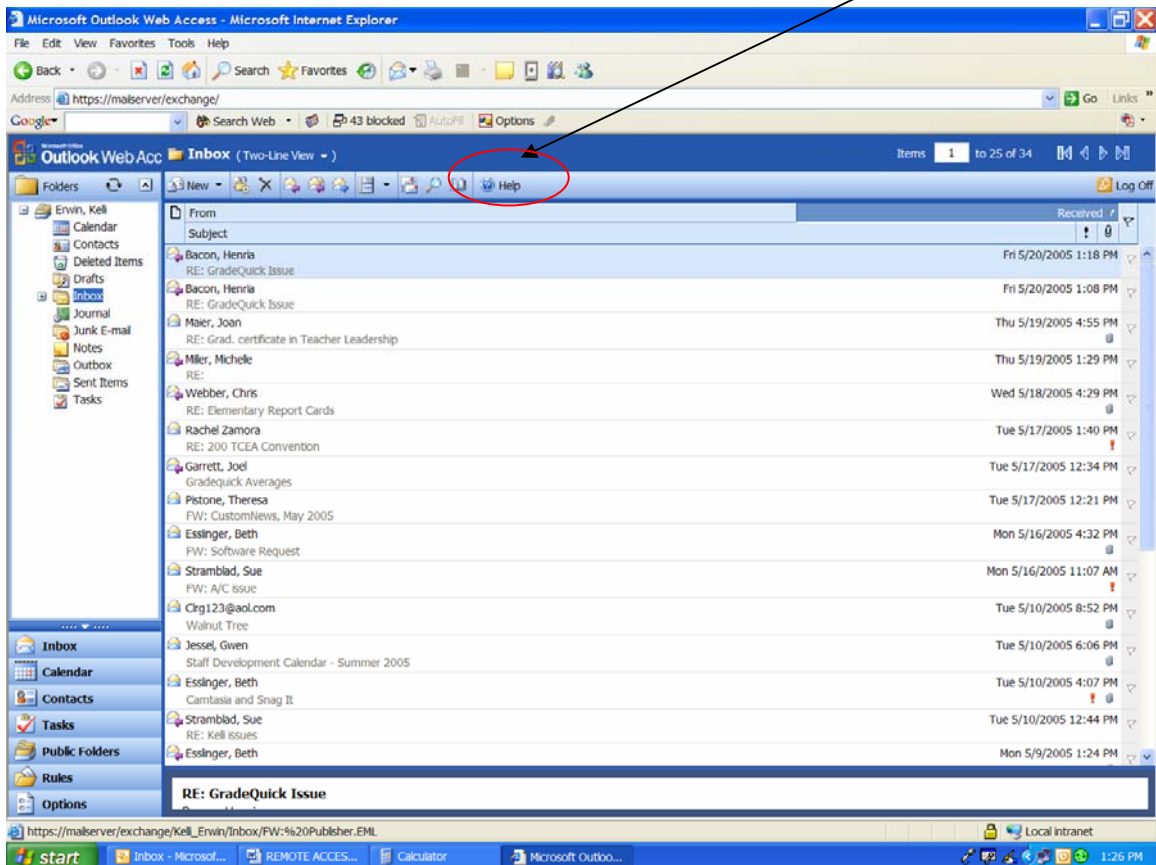 Microsoft Outlook Web Access - Microsoft Internet Explorer
File Edit View Favorites Tools Help
Back Search Favorites
Address https://mailserver/exchange/ Go Links »
Google Search Web 43 blocked AutoFill Options
Microsoft Office
Outlook Web Acc Inbox (Two-Line View) Items 1 to 25 of 34
Folders New Help Log Off
Erwin, Keli
Calendar
Contacts
Deleted Items
Drafts
Inbox
Journal
Junk E-mail
Notes
Outbox
Sent Items
Tasks
Inbox
Calendar
Contacts
Tasks
Public Folders
Rules
Options
From Received
Subject
Bacon, Henria Fri 5/20/2005 1:18 PM
RE: GradeQuick Issue
Bacon, Henria Fri 5/20/2005 1:08 PM
RE: GradeQuick Issue
Maier, Joan Thu 5/19/2005 4:55 PM
RE: Grad. certificate in Teacher Leadership
Miller, Michele Thu 5/19/2005 1:29 PM
RE:
Webber, Chris Wed 5/18/2005 4:29 PM
RE: Elementary Report Cards
Rachel Zamora Tue 5/17/2005 1:40 PM
RE: 200 TCEA Convention
Garrett, Joel Tue 5/17/2005 12:34 PM
Gradequick Averages
Pistone, Theresa Tue 5/17/2005 12:21 PM
FW: CustomNews, May 2005
Esslinger, Beth Mon 5/16/2005 4:32 PM
FW: Software Request
Stramblad, Sue Mon 5/16/2005 11:07 AM
FW: A/C issue
Clrg123@aol.com Tue 5/10/2005 8:52 PM
Walnut Tree
Jessel, Gwen Tue 5/10/2005 6:06 PM
Staff Development Calendar - Summer 2005
Esslinger, Beth Tue 5/10/2005 4:07 PM
Camtasia and Snag It
Stramblad, Sue Tue 5/10/2005 12:44 PM
RE: Keli issues
Esslinger, Beth Mon 5/9/2005 1:24 PM
RE: GradeQuick Issue
https://mailserver/exchange/Keli_Erwin/Inbox/FW:%20Publisher.EML Local intranet
start Inbox - Microsof... REMOTE ACCES... Calculator Microsoft Outloo... 1:26 PM